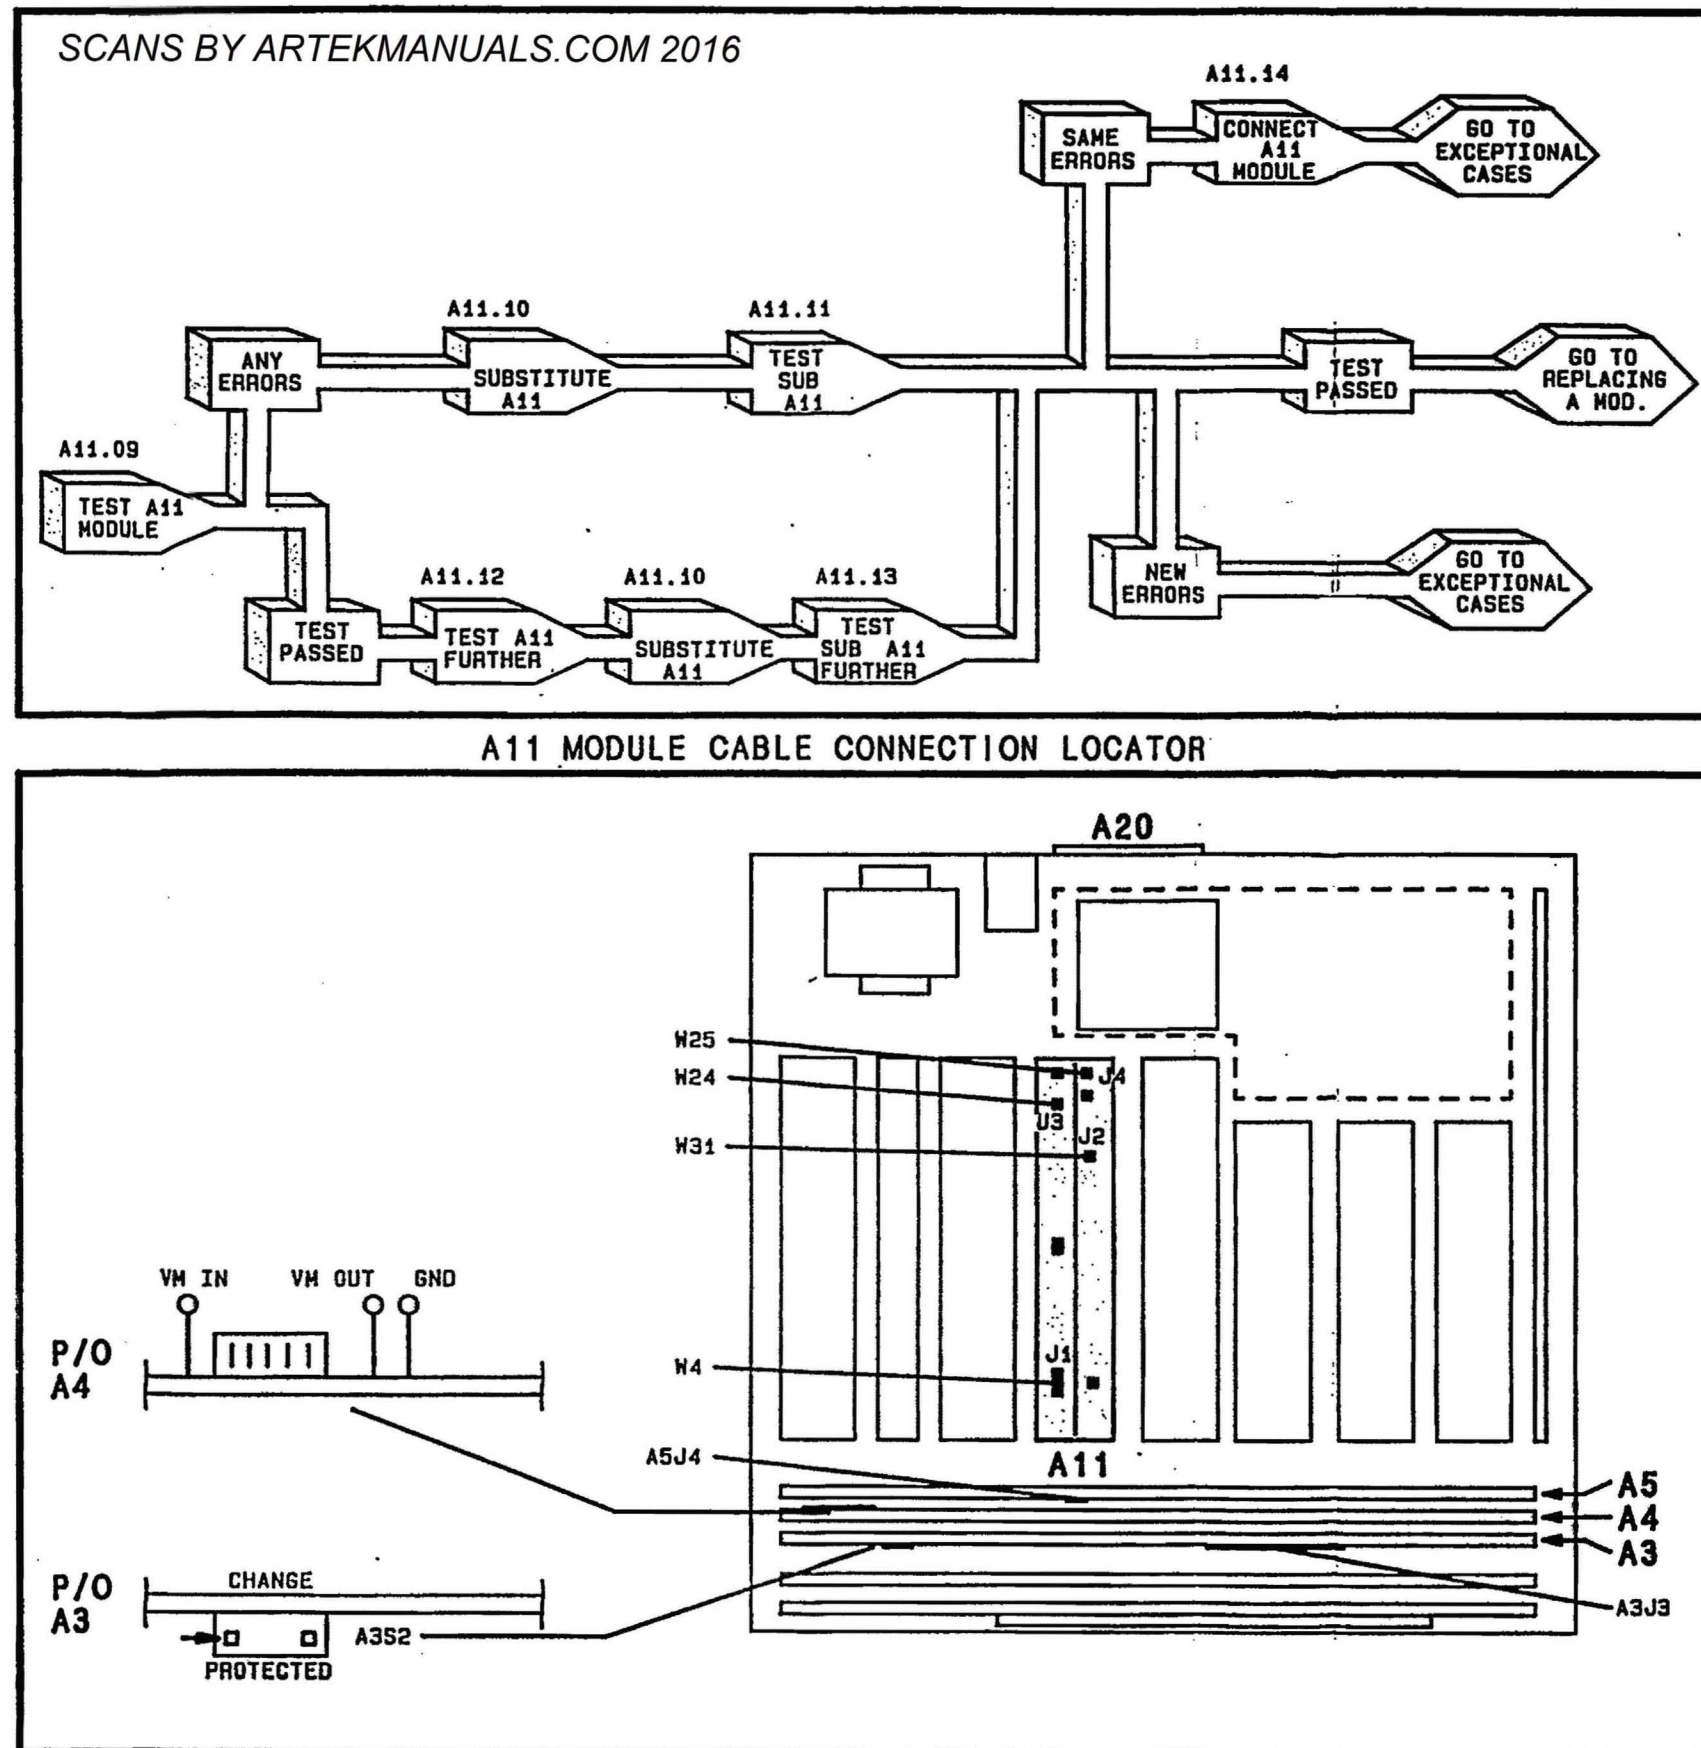 SCANS BY ARTEKMANUALS.COM 2016
A11.14
SAME
ERRORS
CONNECT
A11
MODULE
GO TO
EXCEPTIONAL
CASES
A11.10
A11.11
ANY
ERRORS
SUBSTITUTE
A11
TEST
SUB
A11
TEST
PASSED
GO TO
REPLACING
A MOD.
A11.09
TEST A11
MODULE
NEW
ERRORS
GO TO
EXCEPTIONAL
CASES
A11.12
A11.10
A11.13
TEST
PASSED
TEST A11
FURTHER
SUBSTITUTE
A11
TEST
SUB A11
FURTHER
A11 MODULE CABLE CONNECTION LOCATOR
A20
W25
J4
W24
U3
J2
W31
VM IN
VM OUT
GND
P/O
A4
J1
W4
A5J4
A11
A5
A4
A3
P/O
A3
CHANGE
A3S2
PROTECTED
A3J3